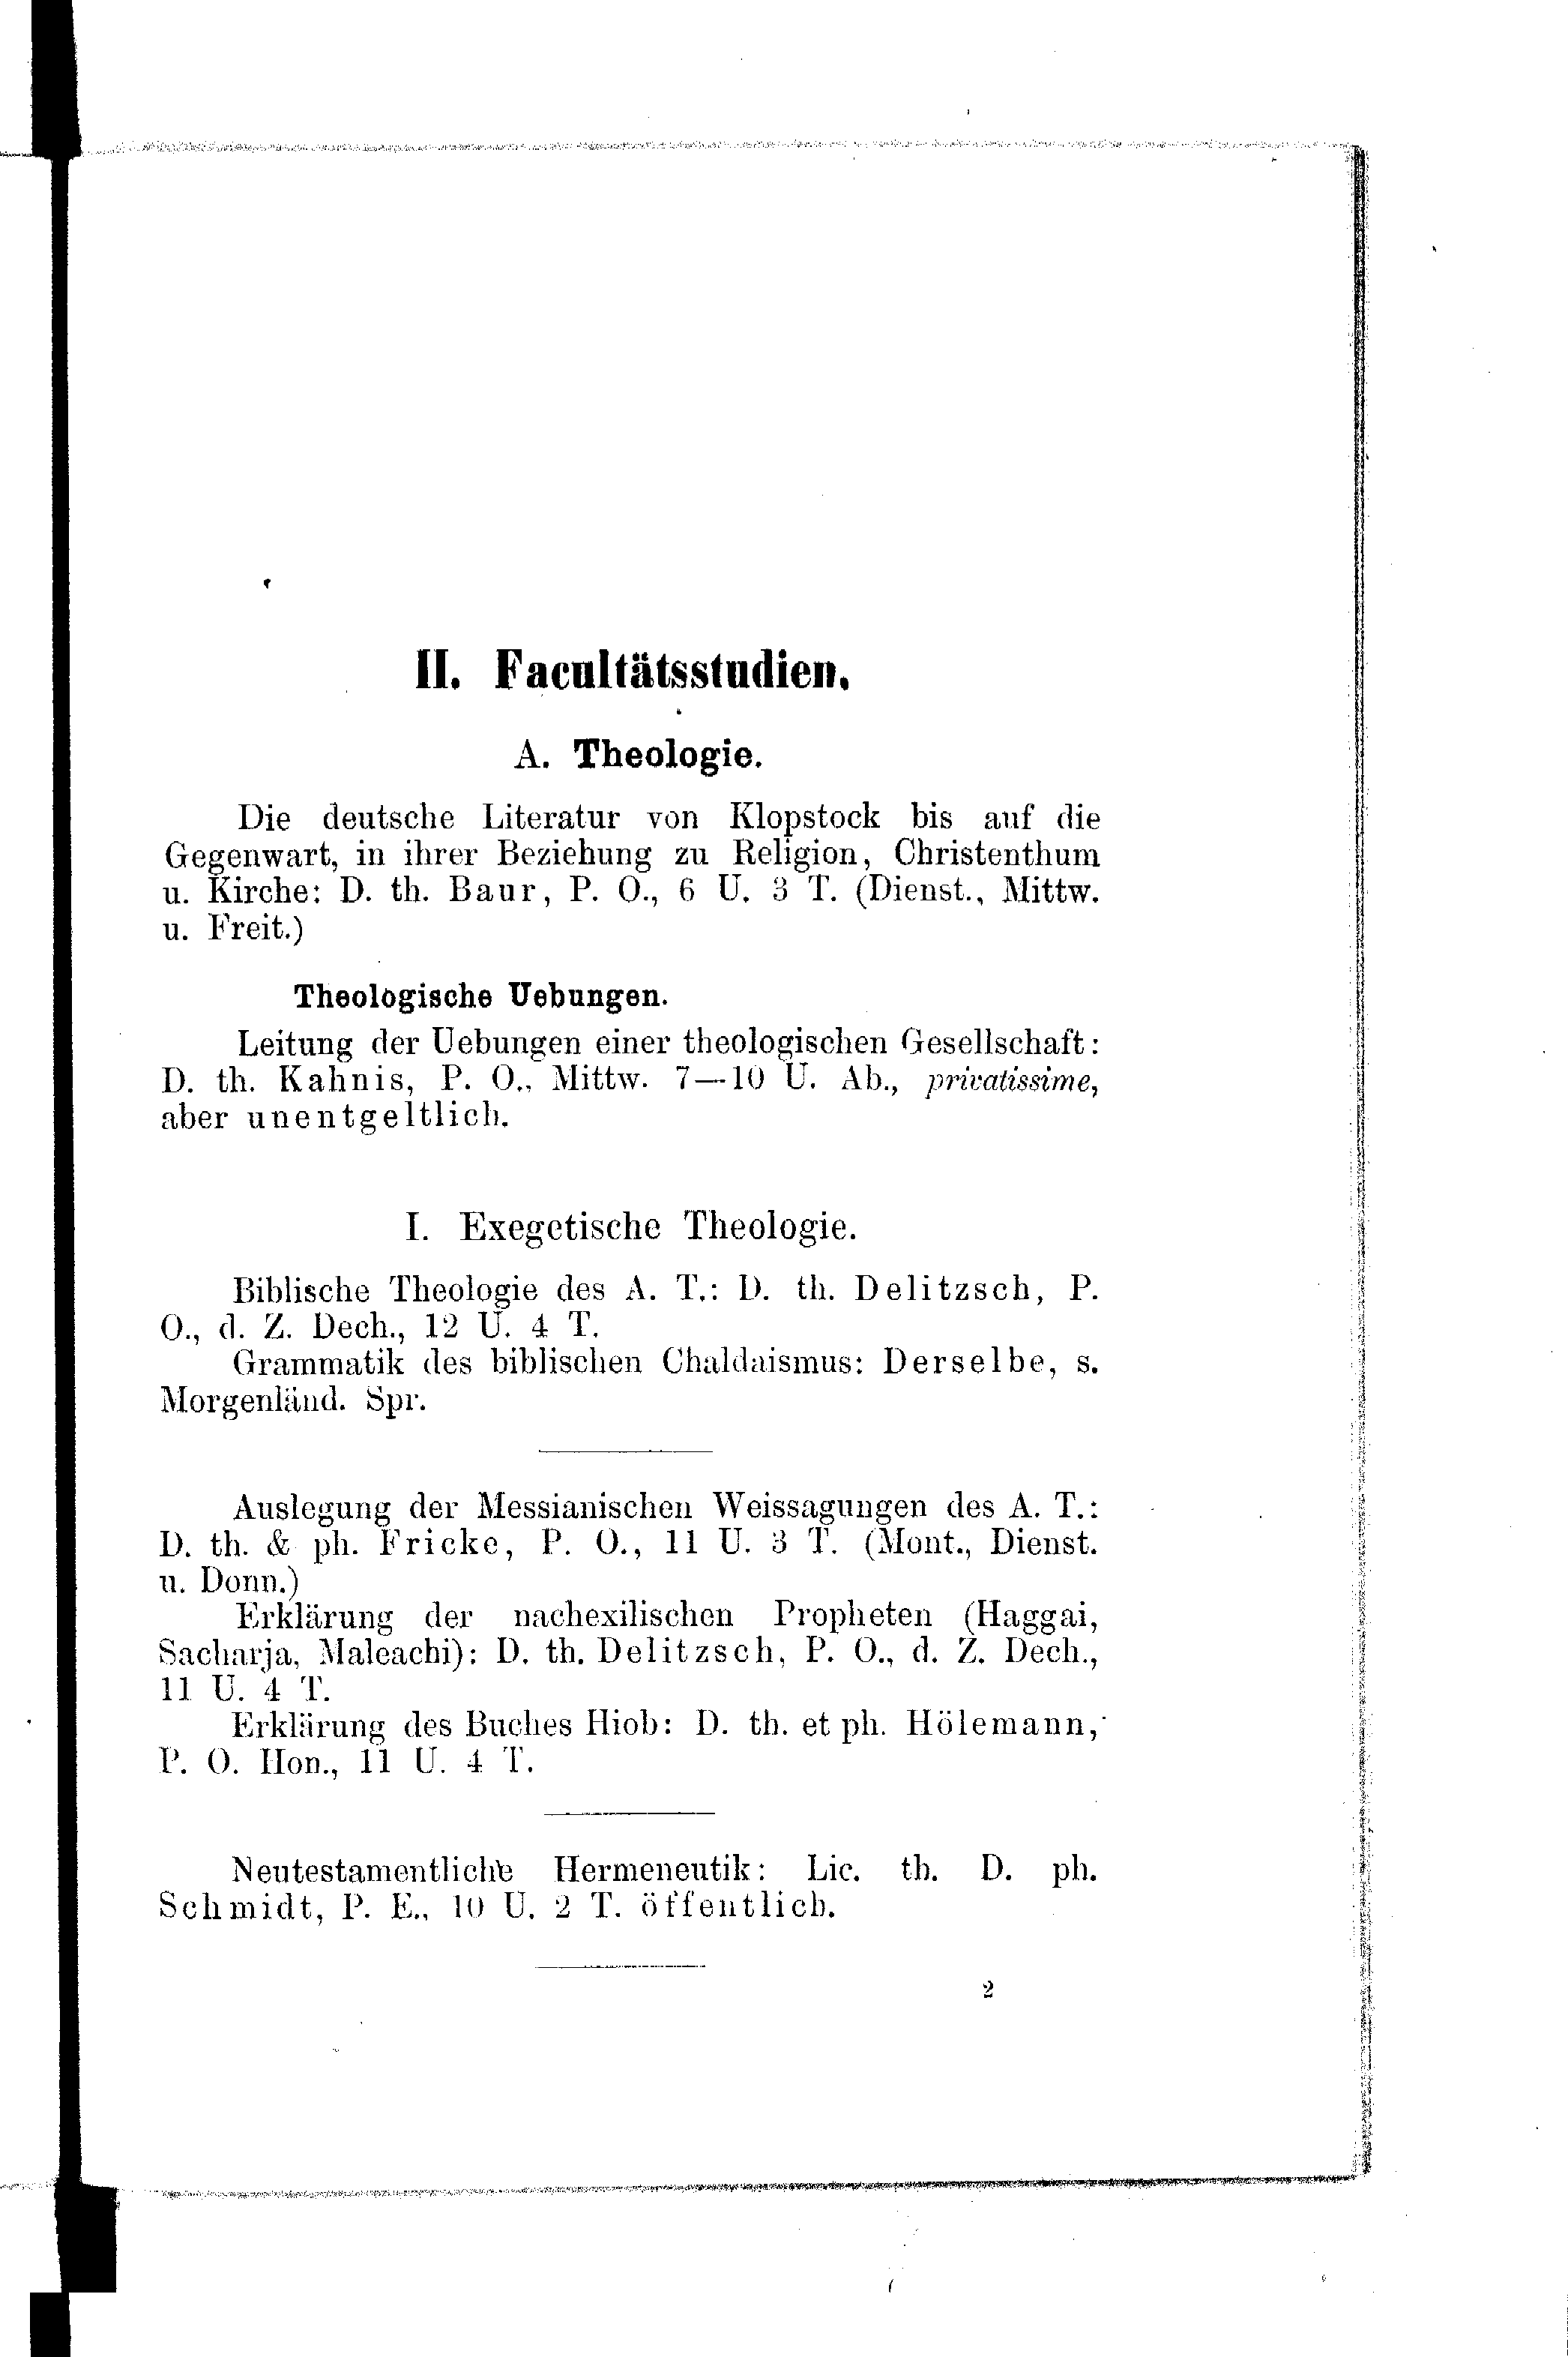 II. Facultätsstudien.
A. Theologie.
Die deutsche Literatur von Klopstock bis auf die
Gegenwart, in ihrer Beziehung zu Religion, Christenthum
u. Kirche: D. th. Baur, P. O., 6 U. 3 T. (Dienst., Mittw.
u. Freit.)
Theologische Uebungen.
Leitung der Uebungen einer theologischen Gesellschaft:
D. th. Kahnis, P. O., Mittw. 7—10 U. Ab., privatissime,
aber unentgeltlich.
I. Exegetische Theologie.
Biblische Theologie des A. T.: D. th. Delitzsch, P.
O., d. Z. Dech., 12 U. 4 T.
Grammatik des biblischen Chaldaismus: Derselbe, s.
Morgenländ. Spr.
Auslegung der Messianischen Weissagungen des A. T.:
D. th. & ph. Fricke, P. O., 11 U. 3 T. (Mont., Dienst.
u. Donn.)
Erklärung der nachexilischen Propheten (Haggai,
Sacharja, Maleachi): D. th. Delitzsch, P. O., d. Z. Dech.,
11 U. 4 T.
Erklärung des Buches Hiob: D. th. et ph. Hölemann,
P. O. Hon., 11 U. 4 T.
Neutestamentliche Hermeneutik: Lic. th. D. ph.
Schmidt, P. E., 10 U. 2 T. öffentlich.
2